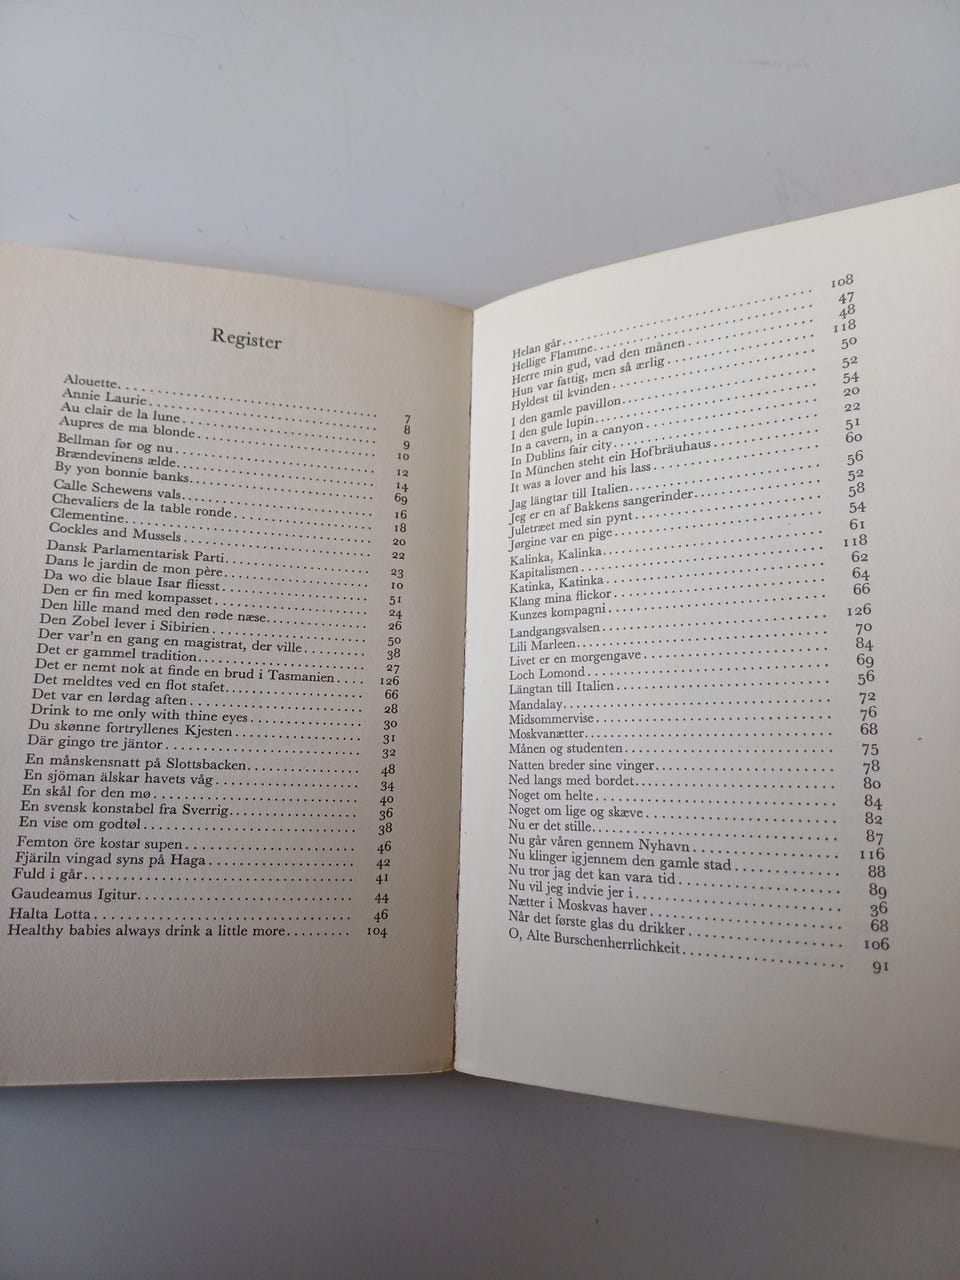 Register
Alouette 7
Annie Laurie 8
Au clair de la lune 9
Aupres de ma blonde 10
Bellman før og nu 12
Brændevinens ælde 14
By yon bonnie banks 69
Calle Schewens vals 16
Chevaliers de la table ronde 18
Clementine 20
Cockles and Mussels 22
Dansk Parlamentarisk Parti 23
Dans le jardin de mon père 10
Da wo die blaue Isar fliesst 51
Den er fin med kompasset 24
Den lille mand med den røde næse 26
Den Zobel lever i Sibirien 50
Der var'n en gang en magistrat, der ville 38
Det er gammel tradition 27
Det er nemt nok at finde en brud i Tasmanien 126
Det meldtes ved en flot stafet 66
Det var en lørdag aften 28
Drink to me only with thine eyes 30
Du skønne fortryllenes Kjesten 31
Där gingo tre jäntor 32
En månskensnatt på Slottsbacken 48
En sjöman älskar havets våg 34
En skål for den mø 40
En svensk konstabel fra Sverrig 36
En vise om godtøl 38
Femton öre kostar supen 46
Fjäriln vingad syns på Haga 42
Fuld i går 41
Gaudeamus Igitur 44
Halta Lotta 46
Healthy babies always drink a little more 104
Helan går 108
Hellige Flamme 47
Herre min gud, vad den månen 48
Hun var fattig, men så ærlig 118
Hyldest til kvinden 50
I den gamle pavillon 52
I den gule lupin 54
In a cavern, in a canyon 20
In Dublins fair city 22
In München steht ein Hofbräuhaus 51
It was a lover and his lass 60
Jag längtar till Italien 56
Jeg er en af Bakkens sangerinder 52
Juletræet med sin pynt 58
Jørgine var en pige 54
Kalinka, Kalinka 61
Kapitalismen 118
Katinka, Katinka 62
Klang mina flickor 64
Kunzes kompagni 66
Landgangsvalsen 126
Lili Marleen 70
Livet er en morgengave 84
Loch Lomond 69
Längtan till Italien 56
Mandalay 72
Midsommervise 76
Moskvanætter 68
Månen og studenten 75
Natten breder sine vinger 78
Ned langs med bordet 80
Noget om helte 84
Noget om lige og skæve 82
Nu er det stille 87
Nu går våren gennem Nyhavn 116
Nu klinger igjennem den gamle stad 88
Nu tror jag det kan vara tid 89
Nu vil jeg indvie jer i 36
Nætter i Moskvas haver 68
Når det første glas du drikker 106
O, Alte Burschenherrlichkeit 91